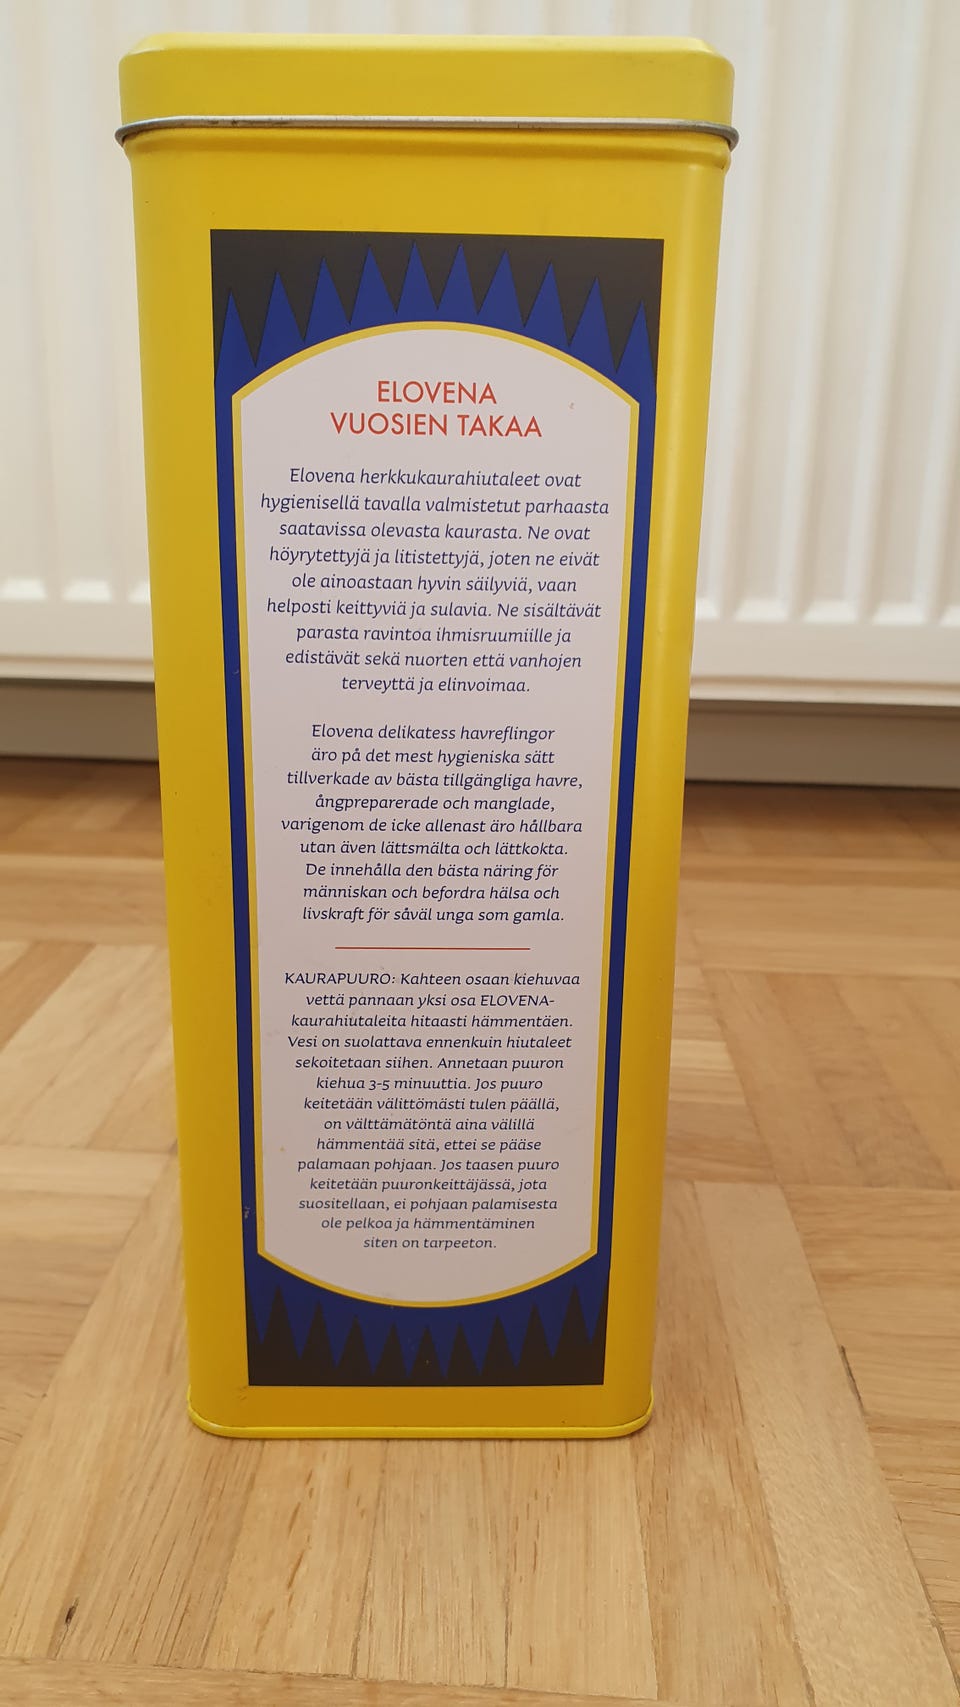 ELOVENA
VUOSIEN TAKAA
Elovena herkkukaurahiutaleet ovat
hygienisellä tavalla valmistetut parhaasta
saatavissa olevasta kaurasta. Ne ovat
höyrytettyjä ja litistettyjä, joten ne eivät
ole ainoastaan hyvin säilyviä, vaan
helposti keittyviä ja sulavia. Ne sisältävät
parasta ravintoa ihmisruumiille ja
edistävät sekä nuorten että vanhojen
terveyttä ja elinvoimaa.
Elovena delikatess havreflingor
äro på det mest hygieniska sätt
tillverkade av bästa tillgängliga havre,
ångpreparerade och manglade,
varigenom de icke allenast äro hållbara
utan även lättsmälta och lättkokta.
De innehålla den bästa näring för
människan och befordra hälsa och
livskraft för såväl unga som gamla.
KAURAPUURO: Kahteen osaan kiehuvaa
vettä pannaan yksi osa ELOVENA-
kaurahiutaleita hitaasti hämmentäen.
Vesi on suolattava ennenkuin hiutaleet
sekoitetaan siihen. Annetaan puuron
kiehua 3-5 minuuttia. Jos puuro
keitetään välittömästi tulen päällä,
on välttämätöntä aina välillä
hämmentää sitä, ettei se pääse
palamaan pohjaan. Jos taasen puuro
keitetään puuronkeittäjässä, jota
suositellaan, ei pohjaan palamisesta
ole pelkoa ja hämmentäminen
siten on tarpeeton.